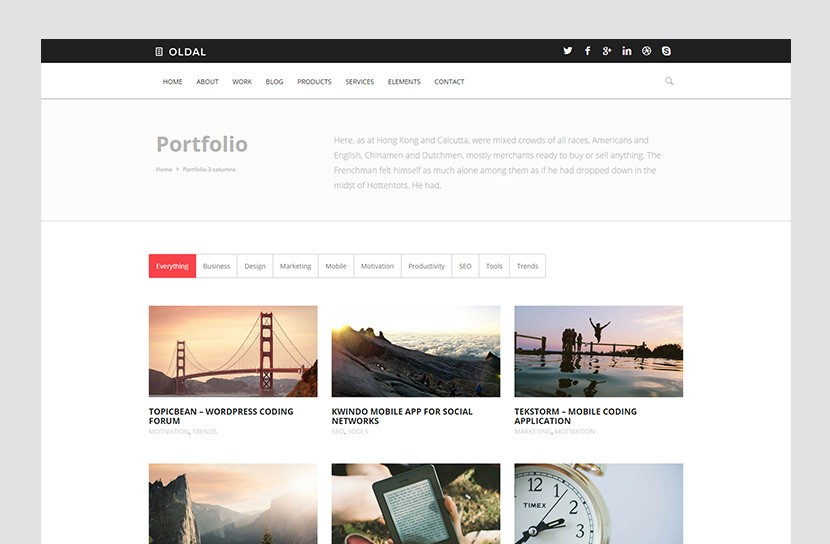 OLDAL
HOME ABOUT WORK BLOG PRODUCTS SERVICES ELEMENTS CONTACT
Portfolio
Home > Portfolio 3 columns
Here, as at Hong Kong and Calcutta, were mixed crowds of all races, Americans and
English, Chinamen and Dutchmen, mostly merchants ready to buy or sell anything. The
Frenchman felt himself as much alone among them as if he had dropped down in the
midst of Hottentots. He had,
Everything Business Design Marketing Mobile Motivation Productivity SEO Tools Trends
TOPICBEAN – WORDPRESS CODING
FORUM
MOTIVATION, TRENDS
KWINDO MOBILE APP FOR SOCIAL
NETWORKS
SEO, TOOLS
TEKSTORM – MOBILE CODING
APPLICATION
MARKETING, MOTIVATION
12
1
2
3
TIMEX